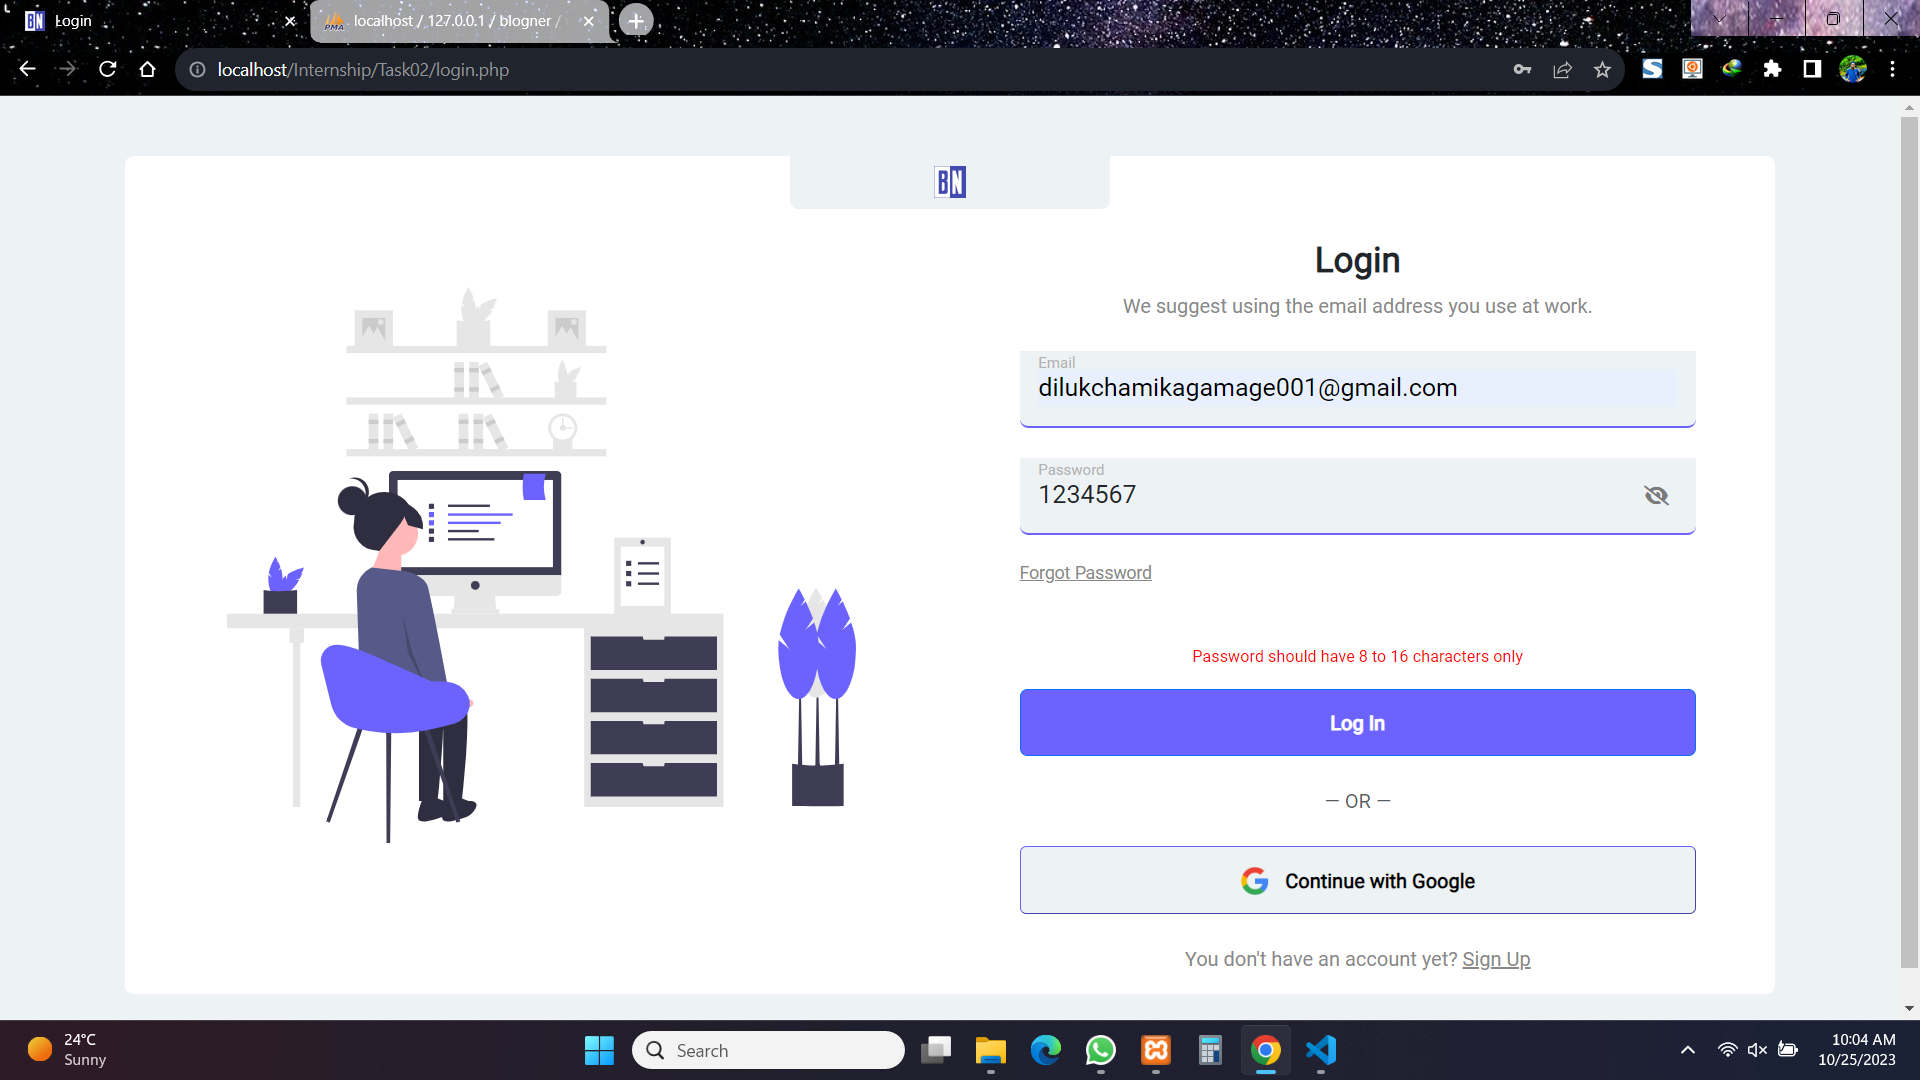 BN Login
PMA localhost / 127.0.0.1 / blogner /
localhost/Internship/Task02/login.php
BN
Login
We suggest using the email address you use at work.
Email
dilukchamikagamage001@gmail.com
Password
1234567
Forgot Password
Password should have 8 to 16 characters only
Log In
— OR —
Continue with Google
You don't have an account yet? Sign Up
24°C
Sunny
Search
10:04 AM
10/25/2023